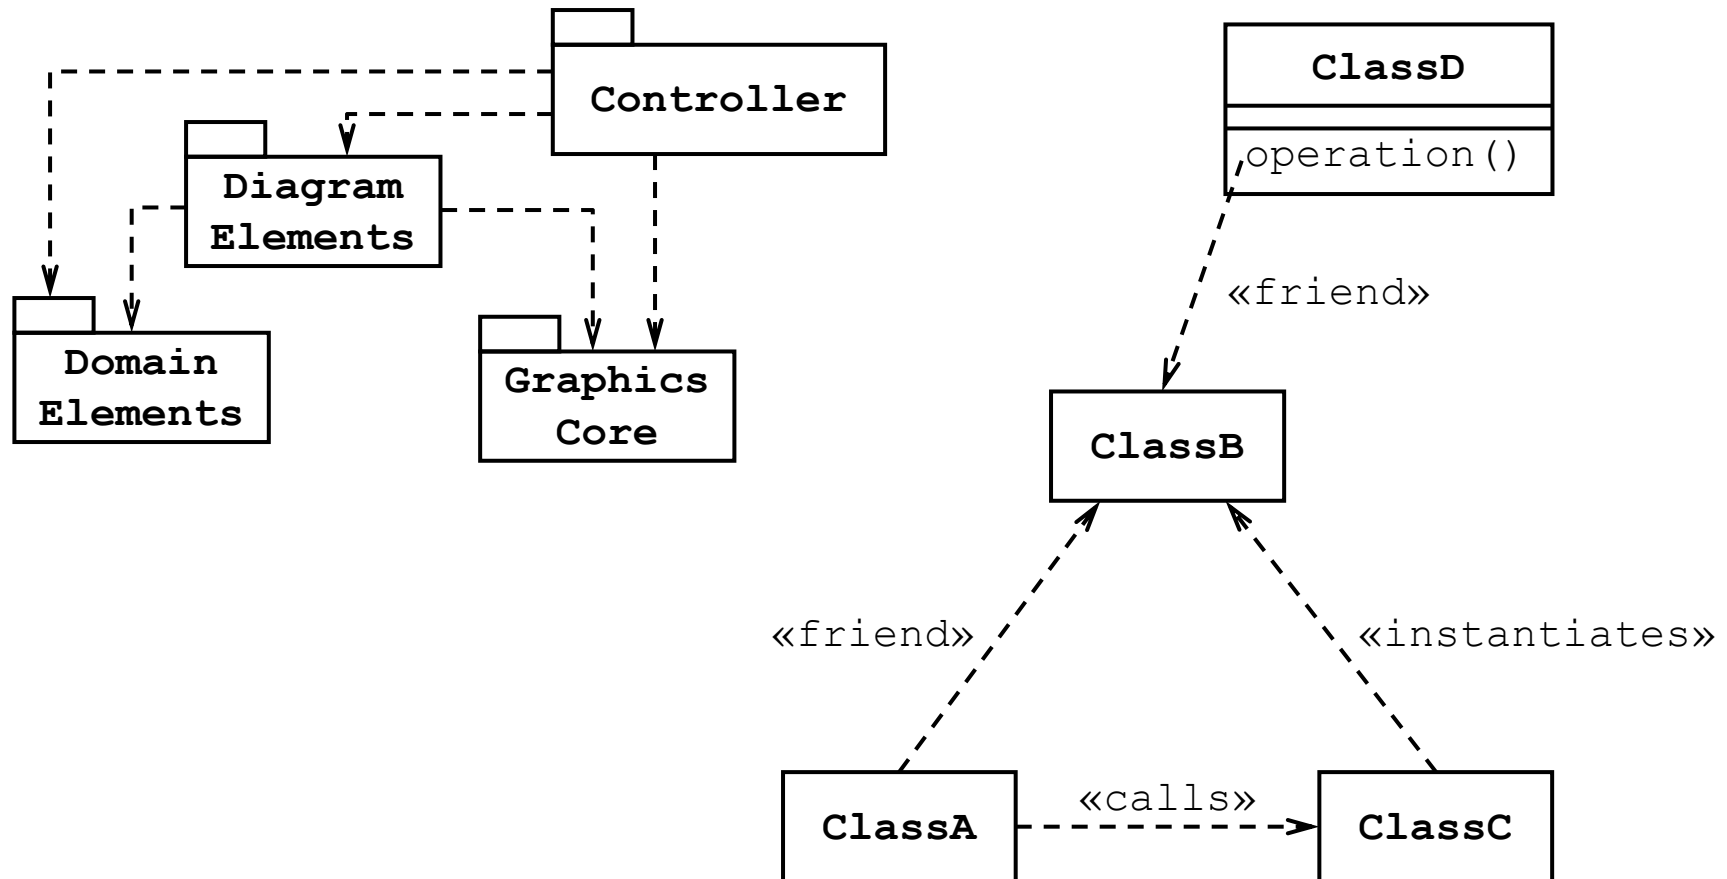 Controller
Diagram
Elements
Domain
Elements
Graphics
Core
ClassD
operation()
«friend»
ClassB
«friend»
«instantiates»
ClassA
«calls»
ClassC